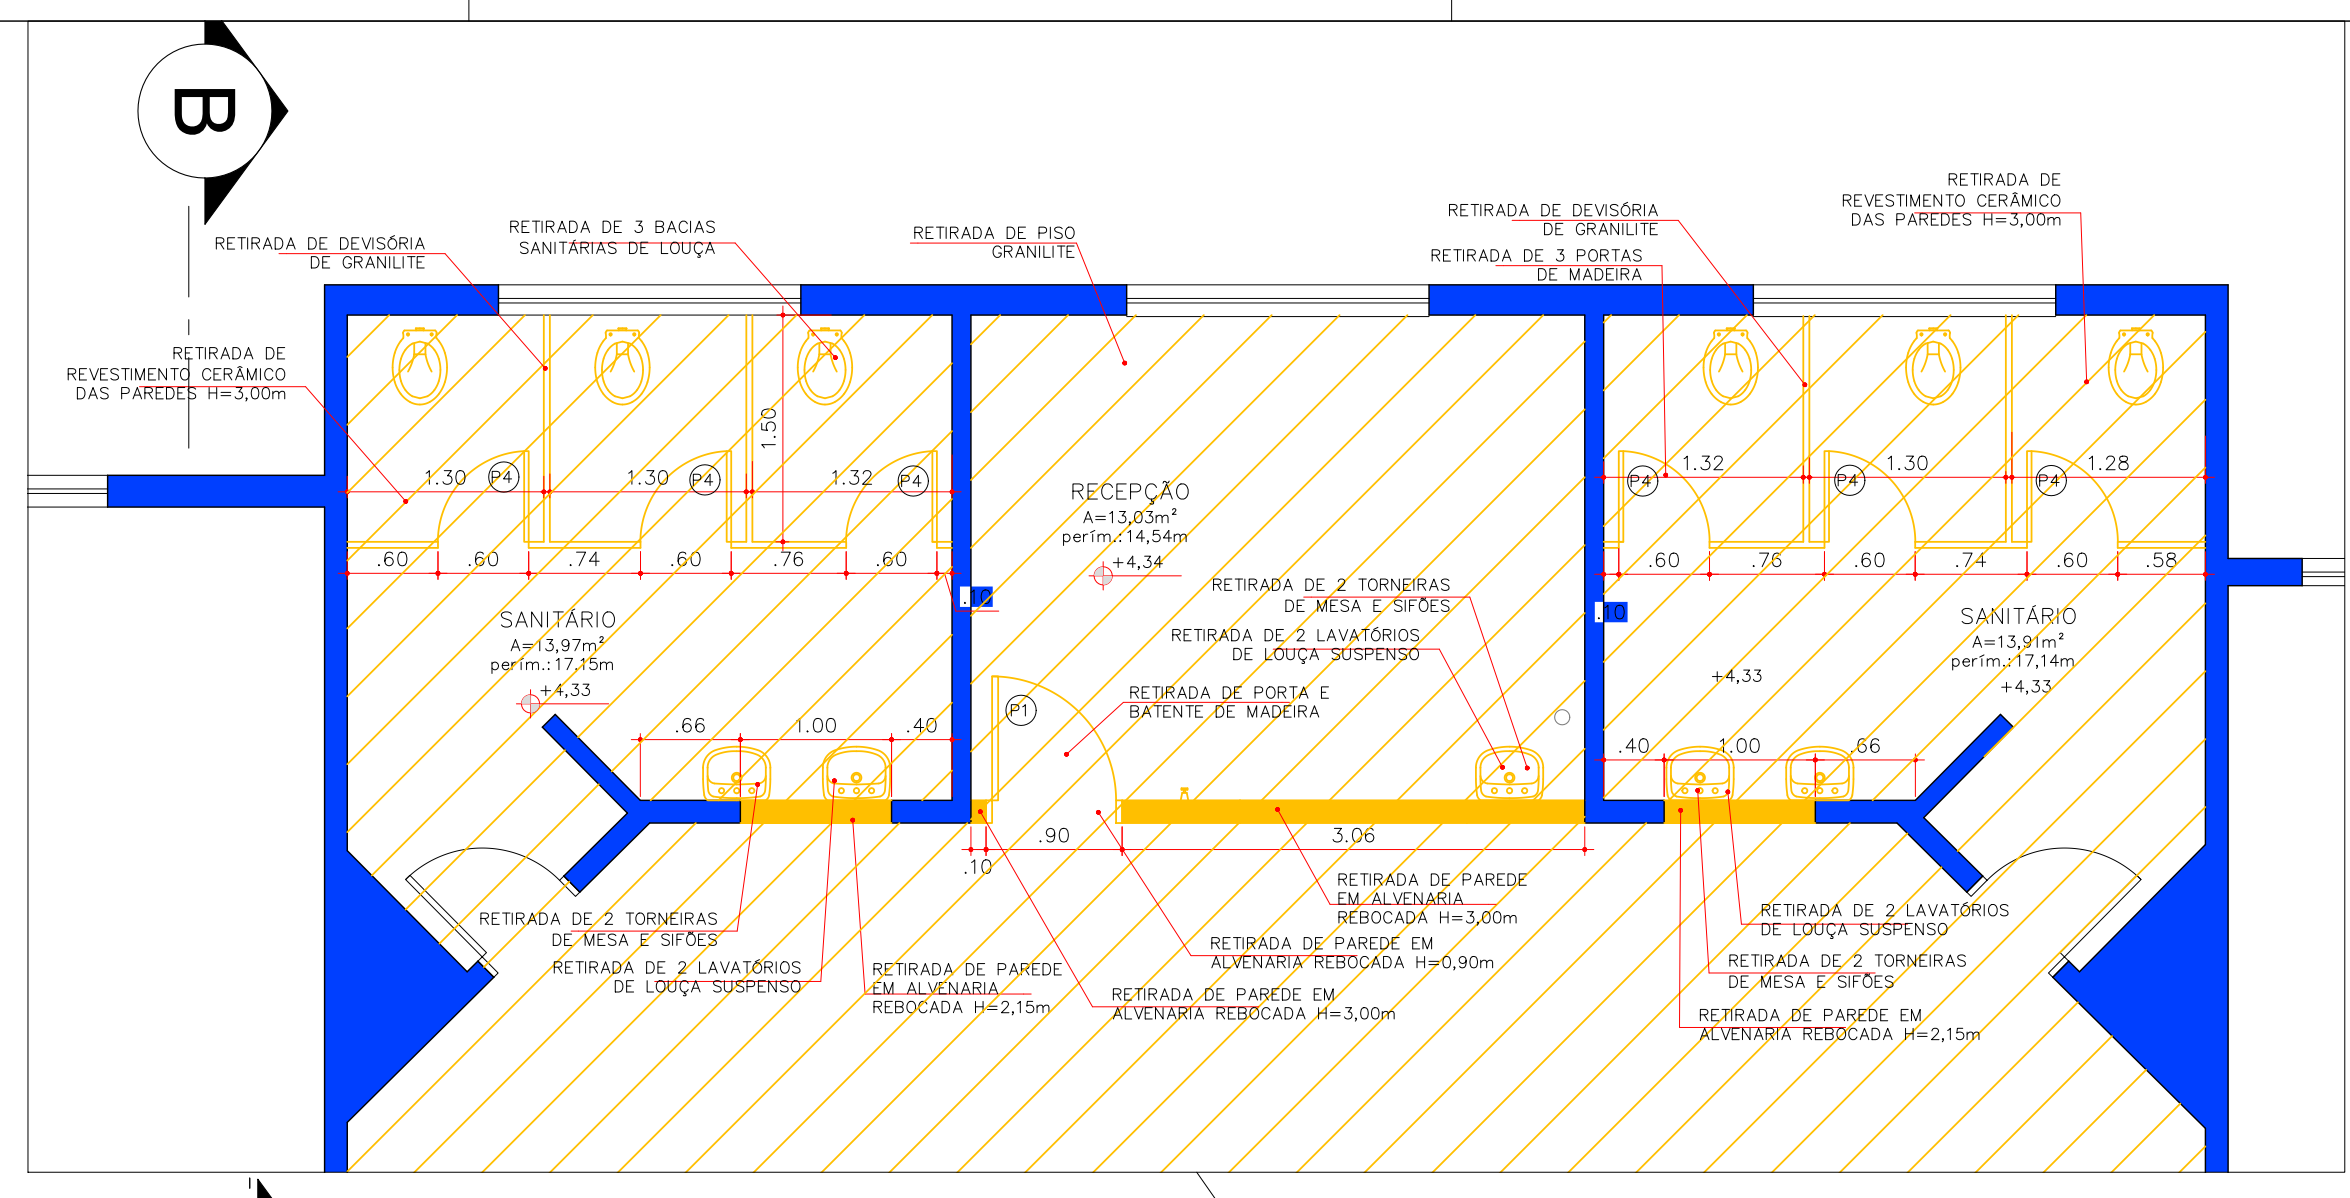 B
RETIRADA DE DEVISÓRIA
DE GRANILITE
RETIRADA DE 3 BACIAS
SANITÁRIAS DE LOUÇA
RETIRADA DE PISO
GRANILITE
RETIRADA DE DEVISÓRIA
DE GRANILITE
RETIRADA DE 3 PORTAS
DE MADEIRA
RETIRADA DE
REVESTIMENTO CERÂMICO
DAS PAREDES H=3,00m
RETIRADA DE
REVESTIMENTO CERÂMICO
DAS PAREDES H=3,00m
1.50
1.30
P4
1.30
P4
1.32
P4
P4
1.32
P4
1.30
P4
1.28
.60
.60
.74
.60
.76
.60
.60
.76
.60
.74
.60
.58
RECEPÇÃO
A=13,03m²
perím.:14,54m
+4,34
.10
.10
SANITÁRIO
A=13,97m²
perím.:17.15m
+4,33
SANITÁRIO
A=13,91m²
perím.:17,14m
+4,33
+4,33
RETIRADA DE 2 TORNEIRAS
DE MESA E SIFÕES
RETIRADA DE 2 LAVATÓRIOS
DE LOUÇA SUSPENSO
RETIRADA DE PORTA E
BATENTE DE MADEIRA
P1
.66
1.00
.40
.40
1.00
.66
.10
.90
3.06
RETIRADA DE 2 TORNEIRAS
DE MESA E SIFÕES
RETIRADA DE 2 LAVATÓRIOS
DE LOUÇA SUSPENSO
RETIRADA DE PAREDE
EM ALVENARIA
REBOCADA H=2,15m
RETIRADA DE PAREDE
EM ALVENARIA
REBOCADA H=3,00m
RETIRADA DE PAREDE EM
ALVENARIA REBOCADA H=0,90m
RETIRADA DE PAREDE EM
ALVENARIA REBOCADA H=3,00m
RETIRADA DE 2 LAVATÓRIOS
DE LOUÇA SUSPENSO
RETIRADA DE 2 TORNEIRAS
DE MESA E SIFÕES
RETIRADA DE PAREDE EM
ALVENARIA REBOCADA H=2,15m